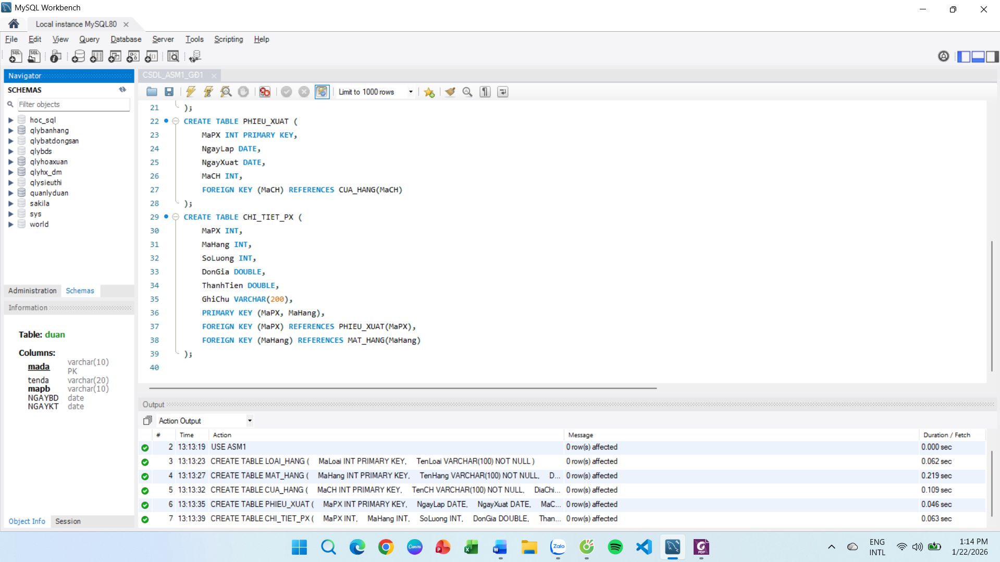 MySQL Workbench
Local instance MySQL80
File Edit View Query Database Server Tools Scripting Help
Navigator
SCHEMAS
Filter objects
hoc_sql
qlybanhang
qlybatdongsan
qlybds
qlyhoaxuan
qlyhx_dm
qlysieuthi
quanlyduan
sakila
sys
world
Administration Schemas
Information
Table: duan
Columns:
mada varchar(10) PK
tenda varchar(20)
mapb varchar(10)
NGAYBD date
NGAYKT date
Object Info Session
CSDL_ASM1_GĐ1
Limit to 1000 rows
21 );
22 CREATE TABLE PHIEU_XUAT (
23 MaPX INT PRIMARY KEY,
24 NgayLap DATE,
25 NgayXuat DATE,
26 MaCH INT,
27 FOREIGN KEY (MaCH) REFERENCES CUA_HANG(MaCH)
28 );
29 CREATE TABLE CHI_TIET_PX (
30 MaPX INT,
31 MaHang INT,
32 SoLuong INT,
33 DonGia DOUBLE,
34 ThanhTien DOUBLE,
35 GhiChu VARCHAR(200),
36 PRIMARY KEY (MaPX, MaHang),
37 FOREIGN KEY (MaPX) REFERENCES PHIEU_XUAT(MaPX),
38 FOREIGN KEY (MaHang) REFERENCES MAT_HANG(MaHang)
39 );
40
Output
Action Output
# Time Action Message Duration / Fetch
2 13:13:19 USE ASM1 0 row(s) affected 0.000 sec
3 13:13:23 CREATE TABLE LOAI_HANG ( MaLoai INT PRIMARY KEY, TenLoai VARCHAR(100) NOT NULL ) 0 row(s) affected 0.062 sec
4 13:13:27 CREATE TABLE MAT_HANG ( MaHang INT PRIMARY KEY, TenHang VARCHAR(100) NOT NULL, D... 0 row(s) affected 0.219 sec
5 13:13:32 CREATE TABLE CUA_HANG ( MaCH INT PRIMARY KEY, TenCH VARCHAR(100) NOT NULL, DiaChi... 0 row(s) affected 0.109 sec
6 13:13:35 CREATE TABLE PHIEU_XUAT ( MaPX INT PRIMARY KEY, NgayLap DATE, NgayXuat DATE, MaC... 0 row(s) affected 0.046 sec
7 13:13:39 CREATE TABLE CHI_TIET_PX ( MaPX INT, MaHang INT, SoLuong INT, DonGia DOUBLE, Than... 0 row(s) affected 0.063 sec
Canva
Zalo
ENG
INTL
1:14 PM
1/22/2026